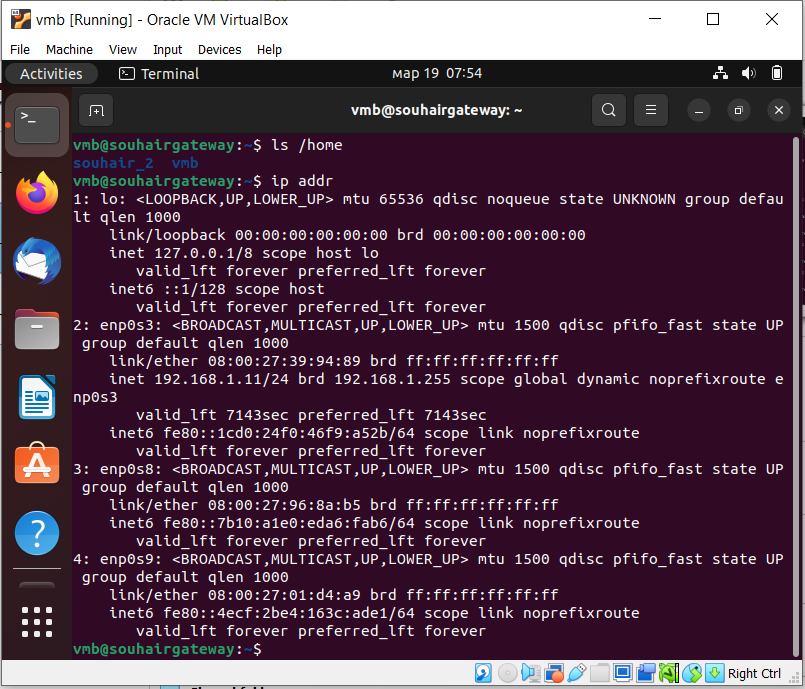 vmb [Running] - Oracle VM VirtualBox
File Machine View Input Devices Help
Activities Terminal мар 19 07:54
vmb@souhairgateway: ~
vmb@souhairgateway:~$ ls /home
souhair_2 vmb
vmb@souhairgateway:~$ ip addr
1: lo: <LOOPBACK,UP,LOWER_UP> mtu 65536 qdisc noqueue state UNKNOWN group defau
lt qlen 1000
link/loopback 00:00:00:00:00:00 brd 00:00:00:00:00:00
inet 127.0.0.1/8 scope host lo
valid_lft forever preferred_lft forever
inet6 ::1/128 scope host
valid_lft forever preferred_lft forever
2: enp0s3: <BROADCAST,MULTICAST,UP,LOWER_UP> mtu 1500 qdisc pfifo_fast state UP
group default qlen 1000
link/ether 08:00:27:39:94:89 brd ff:ff:ff:ff:ff:ff
inet 192.168.1.11/24 brd 192.168.1.255 scope global dynamic noprefixroute e
np0s3
valid_lft 7143sec preferred_lft 7143sec
inet6 fe80::1cd0:24f0:46f9:a52b/64 scope link noprefixroute
valid_lft forever preferred_lft forever
3: enp0s8: <BROADCAST,MULTICAST,UP,LOWER_UP> mtu 1500 qdisc pfifo_fast state UP
group default qlen 1000
link/ether 08:00:27:96:8a:b5 brd ff:ff:ff:ff:ff:ff
inet6 fe80::7b10:a1e0:eda6:fab6/64 scope link noprefixroute
valid_lft forever preferred_lft forever
4: enp0s9: <BROADCAST,MULTICAST,UP,LOWER_UP> mtu 1500 qdisc pfifo_fast state UP
group default qlen 1000
link/ether 08:00:27:01:d4:a9 brd ff:ff:ff:ff:ff:ff
inet6 fe80::4ecf:2be4:163c:ade1/64 scope link noprefixroute
valid_lft forever preferred_lft forever
vmb@souhairgateway:~$
Right Ctrl